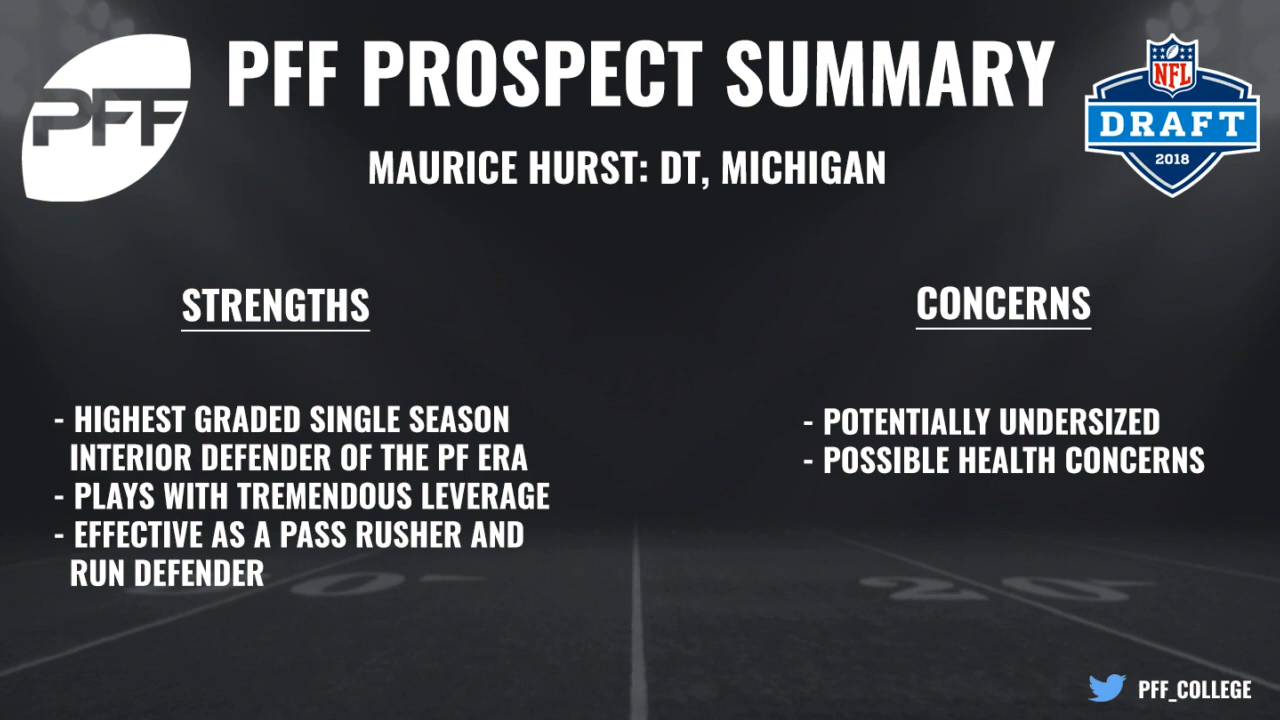 PFF
PFF PROSPECT SUMMARY
NFL
DRAFT
2018
MAURICE HURST: DT, MICHIGAN
STRENGTHS
- HIGHEST GRADED SINGLE SEASON
INTERIOR DEFENDER OF THE PF ERA
- PLAYS WITH TREMENDOUS LEVERAGE
- EFFECTIVE AS A PASS RUSHER AND
RUN DEFENDER
CONCERNS
- POTENTIALLY UNDERSIZED
- POSSIBLE HEALTH CONCERNS
20
PFF_COLLEGE